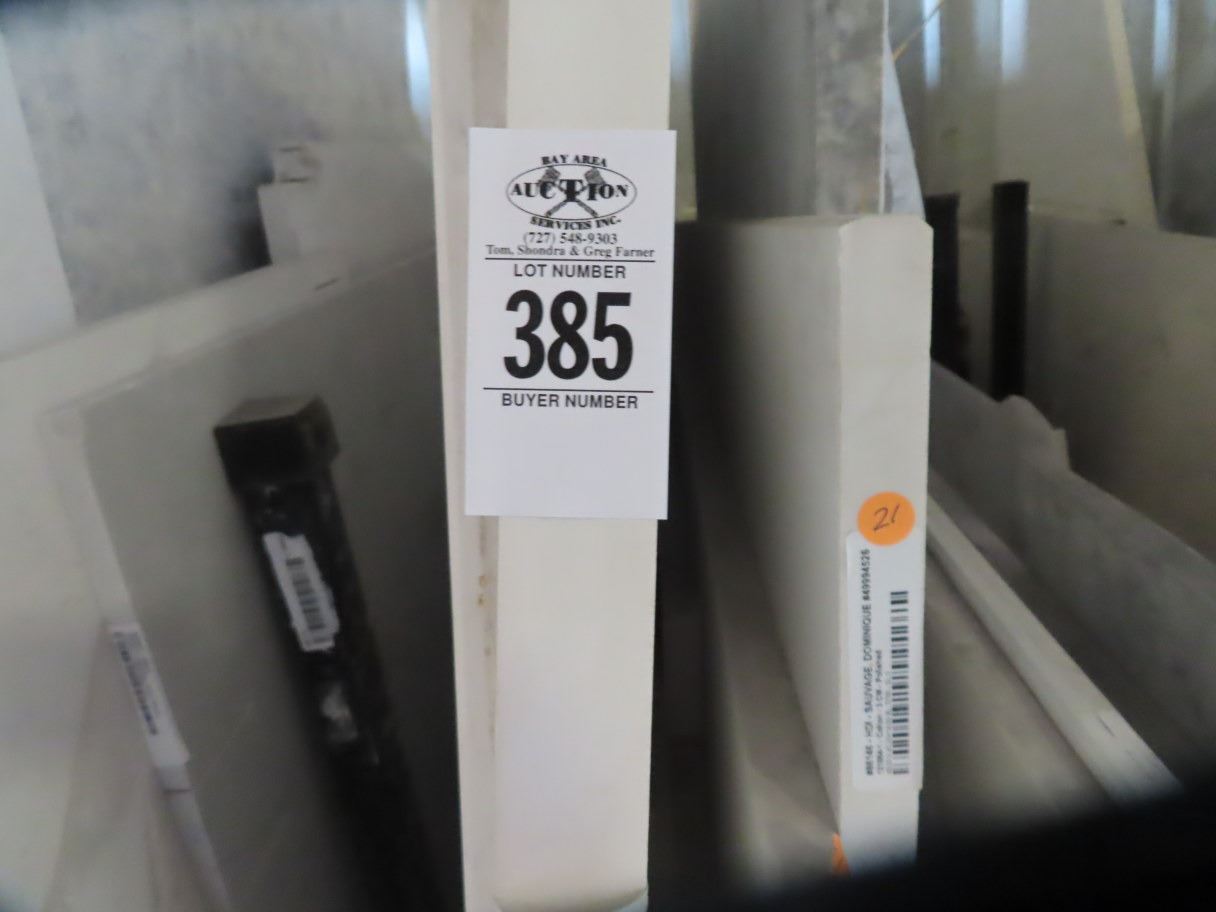 BAY AREA
AUCTION
SERVICES INC.
(727) 548-9303
Tom, Shondra & Greg Farner
LOT NUMBER
385
BUYER NUMBER
21
SAUVAGE, DOMINIQUE #49994526
Polished